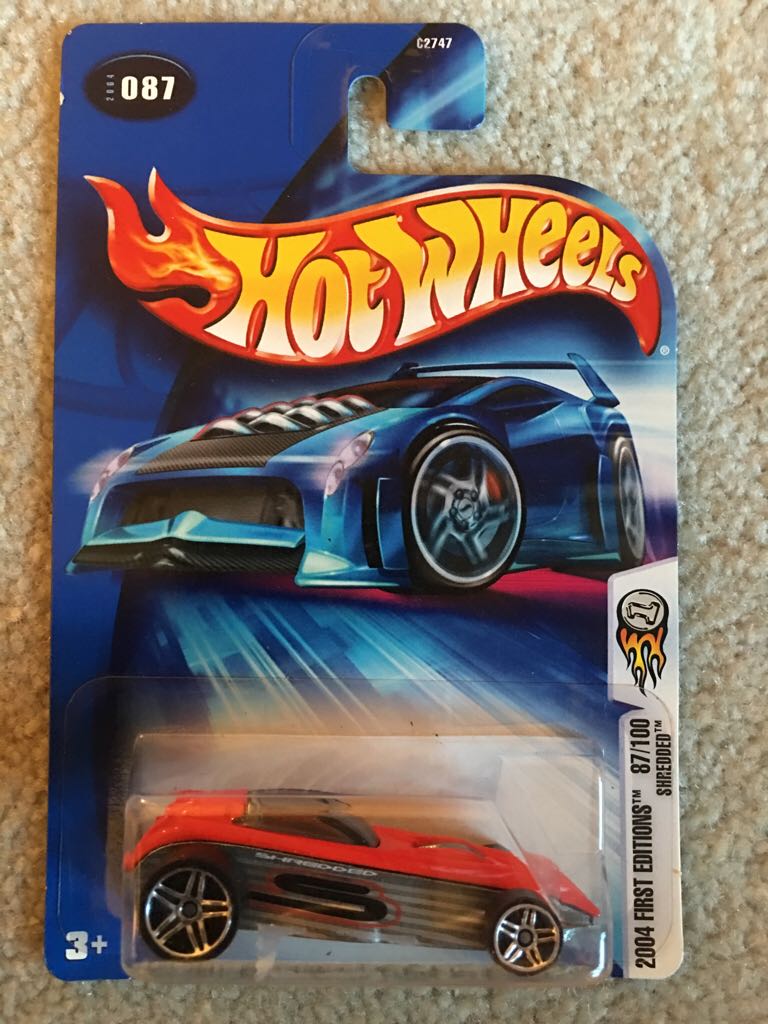 C2747
2004 087
HOT WHEELS
®
2004 FIRST EDITIONS™ 87/100
SHREDDED™
SHREDDED
3+